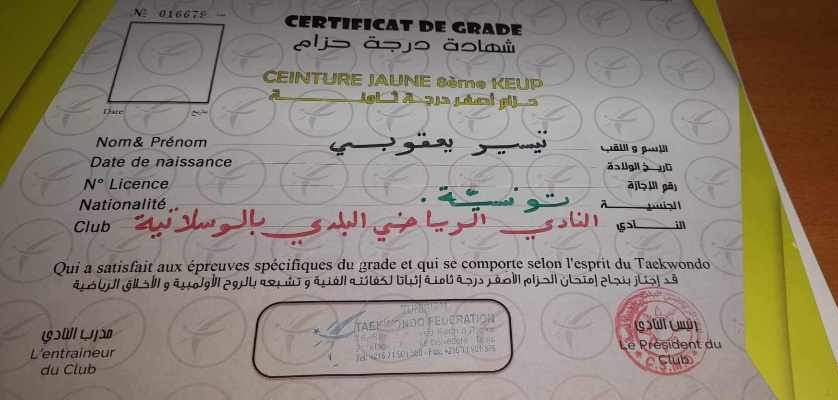 № 016679
CERTIFICAT DE GRADE
شهادة درجة حزام
CEINTURE JAUNE 8ème KEUP
حزام أصفر درجة ثامنة
Date تاريخ
Nom& Prénom تيسير يعقوبي الإسم و اللقب
Date de naissance تاريخ الولادة
N° Licence رقم الإجازة
Nationalité تونسيّة. الجنسية
Club النادي الرياضي البلدي بالوسلاتية النادي
Qui a satisfait aux épreuves spécifiques du grade et qui se comporte selon l'esprit du Taekwondo
قد إجتاز بنجاح إمتحان الحزام الأصفر درجة ثامنة إثباتا لكفائته الفنية و تشبعه بالروح الأولمبية و الأخلاق الرياضية
TAEKWONDO FEDERATION
مدرب النادي
L'entraineur
du Club
رئيس النادي
Le Président du
Club